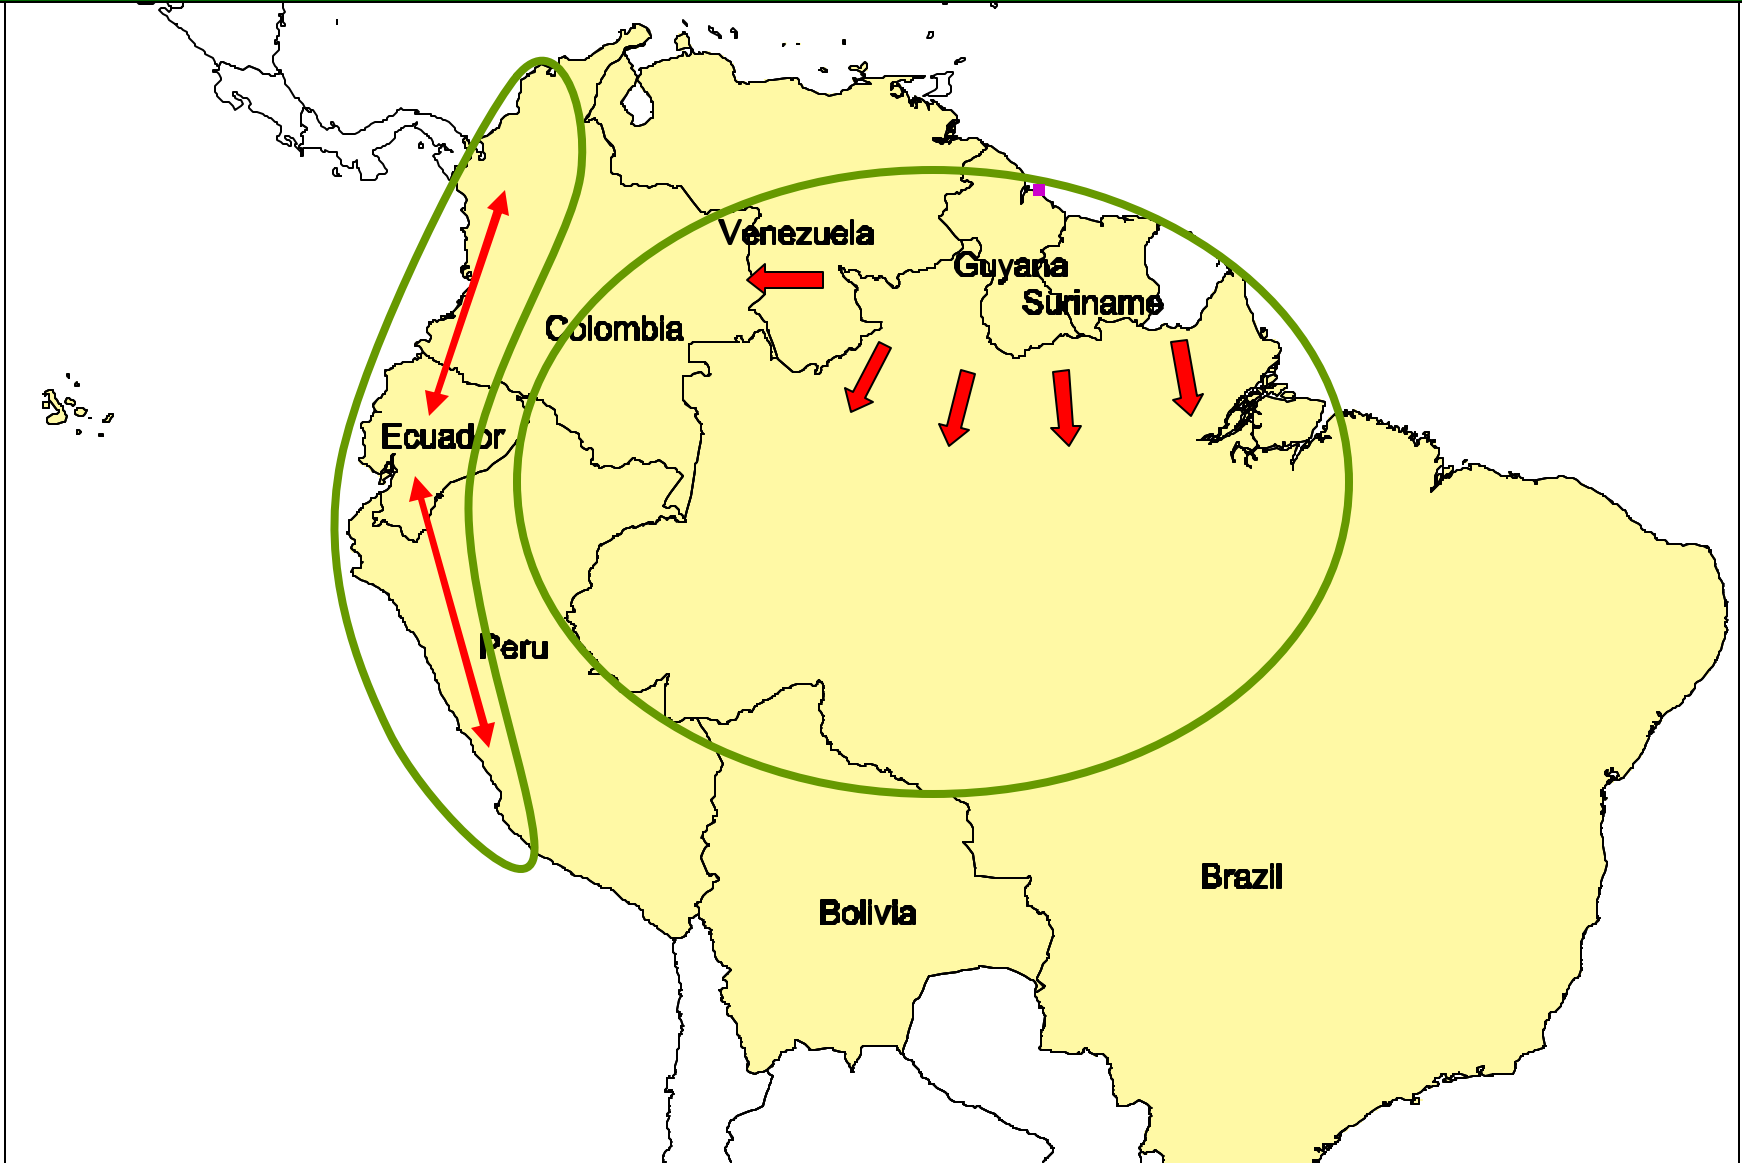 Venezuela
Guyana
Suriname
Colombia
Ecuador
Peru
Brazil
Bolivia